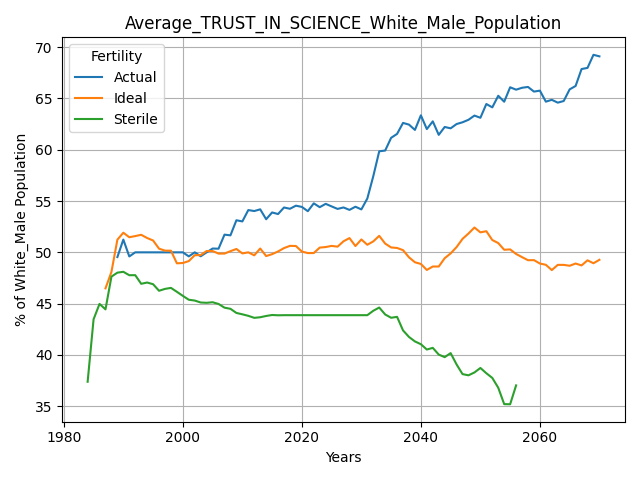 Average_TRUST_IN_SCIENCE_White_Male_Population
Fertility
Actual
Ideal
Sterile
% of White_Male Population
70
65
60
55
50
45
40
35
1980 2000 2020 2040 2060
Years